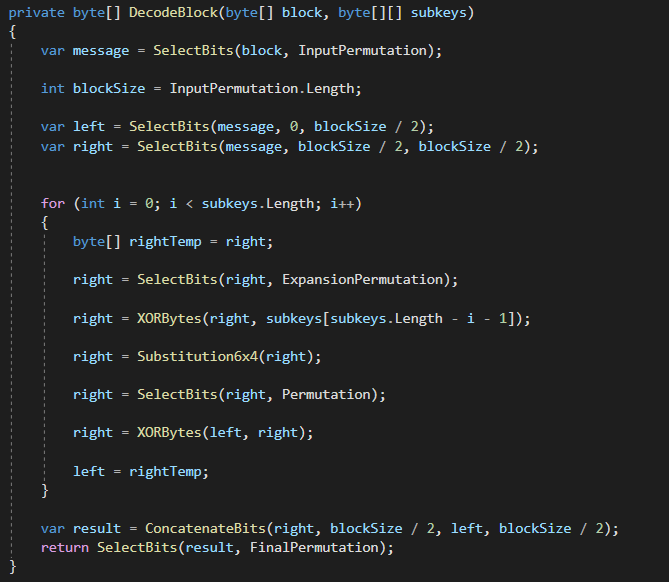 private byte[] DecodeBlock(byte[] block, byte[][] subkeys)
{
    var message = SelectBits(block, InputPermutation);

    int blockSize = InputPermutation.Length;

    var left = SelectBits(message, 0, blockSize / 2);
    var right = SelectBits(message, blockSize / 2, blockSize / 2);


    for (int i = 0; i < subkeys.Length; i++)
    {
        byte[] rightTemp = right;

        right = SelectBits(right, ExpansionPermutation);

        right = XORBytes(right, subkeys[subkeys.Length - i - 1]);

        right = Substitution6x4(right);

        right = SelectBits(right, Permutation);

        right = XORBytes(left, right);

        left = rightTemp;
    }

    var result = ConcatenateBits(right, blockSize / 2, left, blockSize / 2);
    return SelectBits(result, FinalPermutation);
}